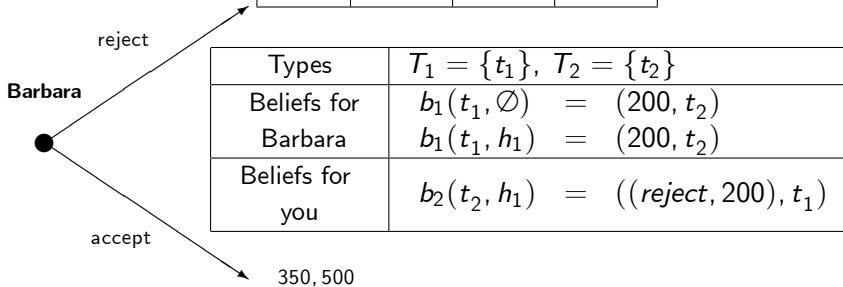 reject
Types T₁ = {t₁}, T₂ = {t₂}
Barbara
Beliefs for b₁(t₁, ∅) = (200, t₂)
Barbara b₁(t₁, h₁) = (200, t₂)
Beliefs for
you b₂(t₂, h₁) = ((reject, 200), t₁)
accept
350, 500